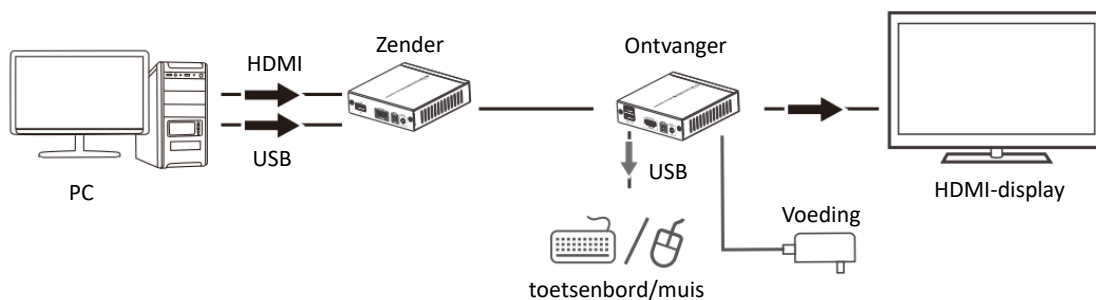 Zender
Ontvanger
HDMI
USB
PC
USB
HDMI-display
Voeding
toetsenbord/muis